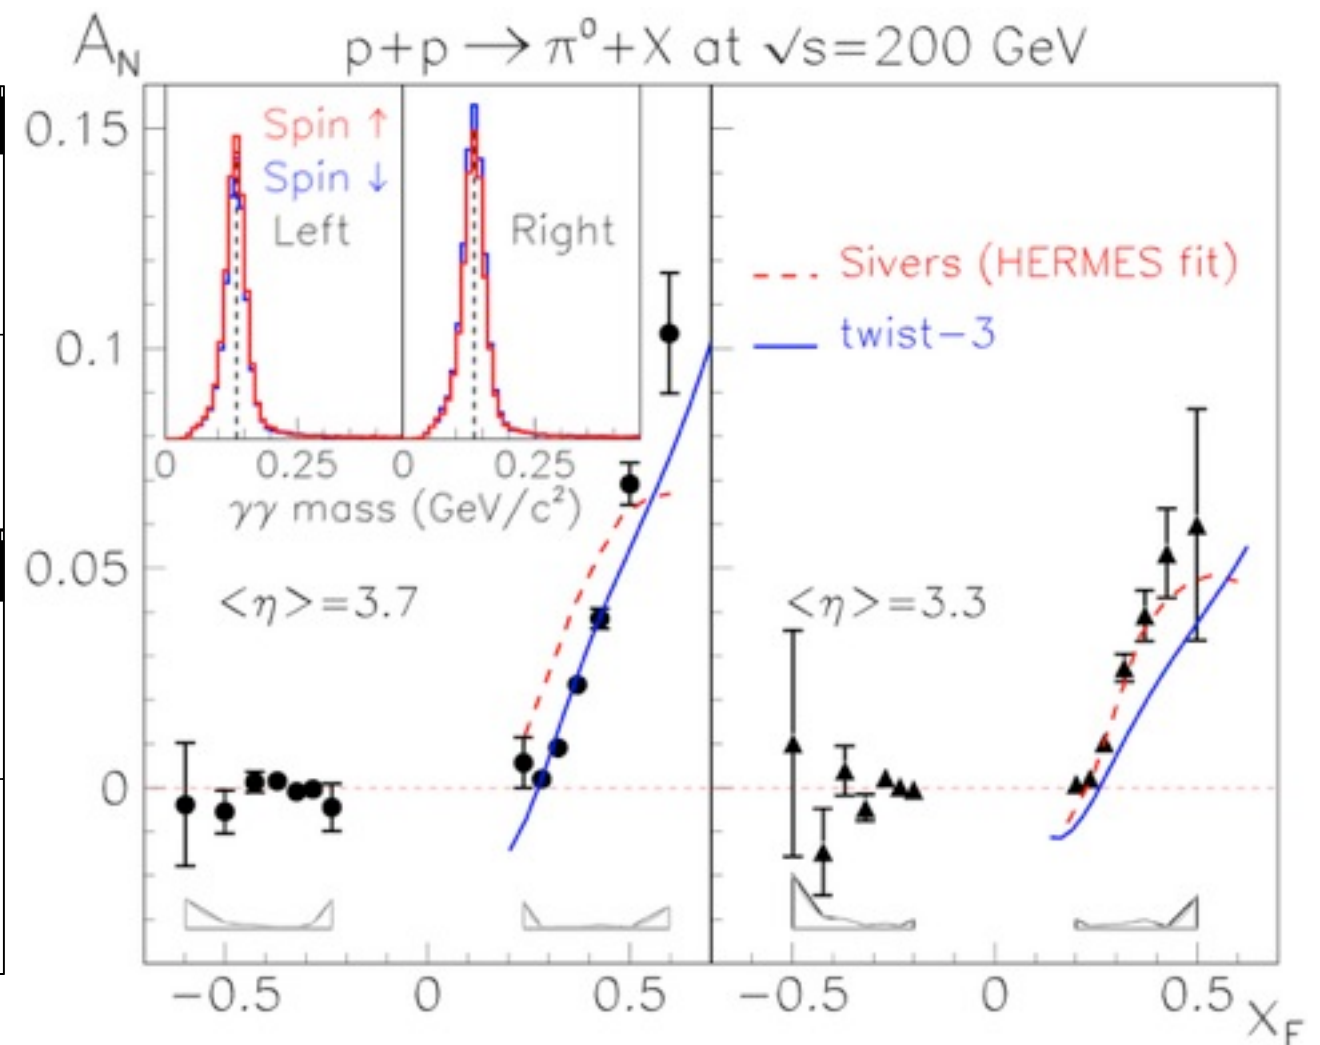 A_N
p+p → π⁰+X at √s=200 GeV
0.15
0.1
0.05
0
Spin ↑
Spin ↓
Left
Right
0 0.25 0 0.25
γγ mass (GeV/c²)
<η>=3.7
Sivers (HERMES fit)
twist-3
<η>=3.3
-0.5 0 0.5 -0.5 0 0.5
x_F